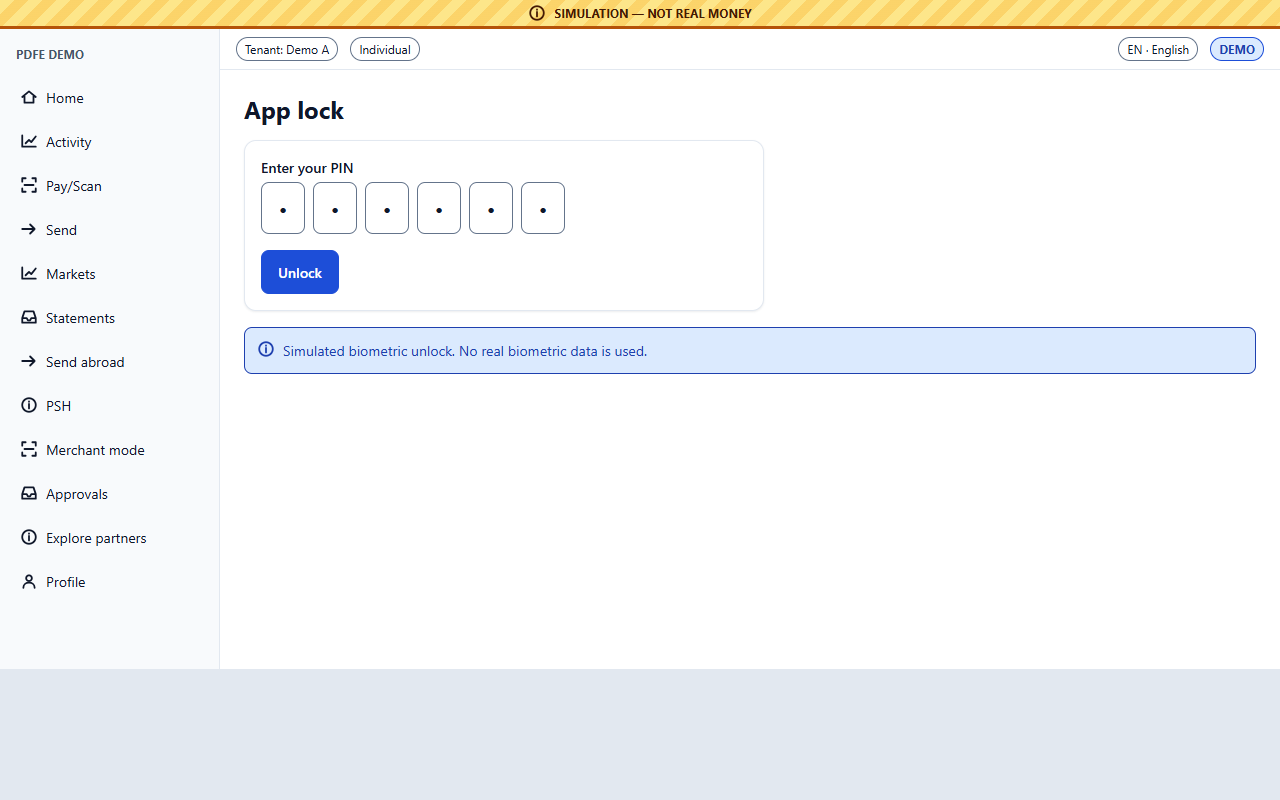 SIMULATION — NOT REAL MONEY
PDFE DEMO
Tenant: Demo A
Individual
EN · English
DEMO
Home
Activity
Pay/Scan
Send
Markets
Statements
Send abroad
PSH
Merchant mode
Approvals
Explore partners
Profile
App lock
Enter your PIN
• • • • • •
Unlock
Simulated biometric unlock. No real biometric data is used.